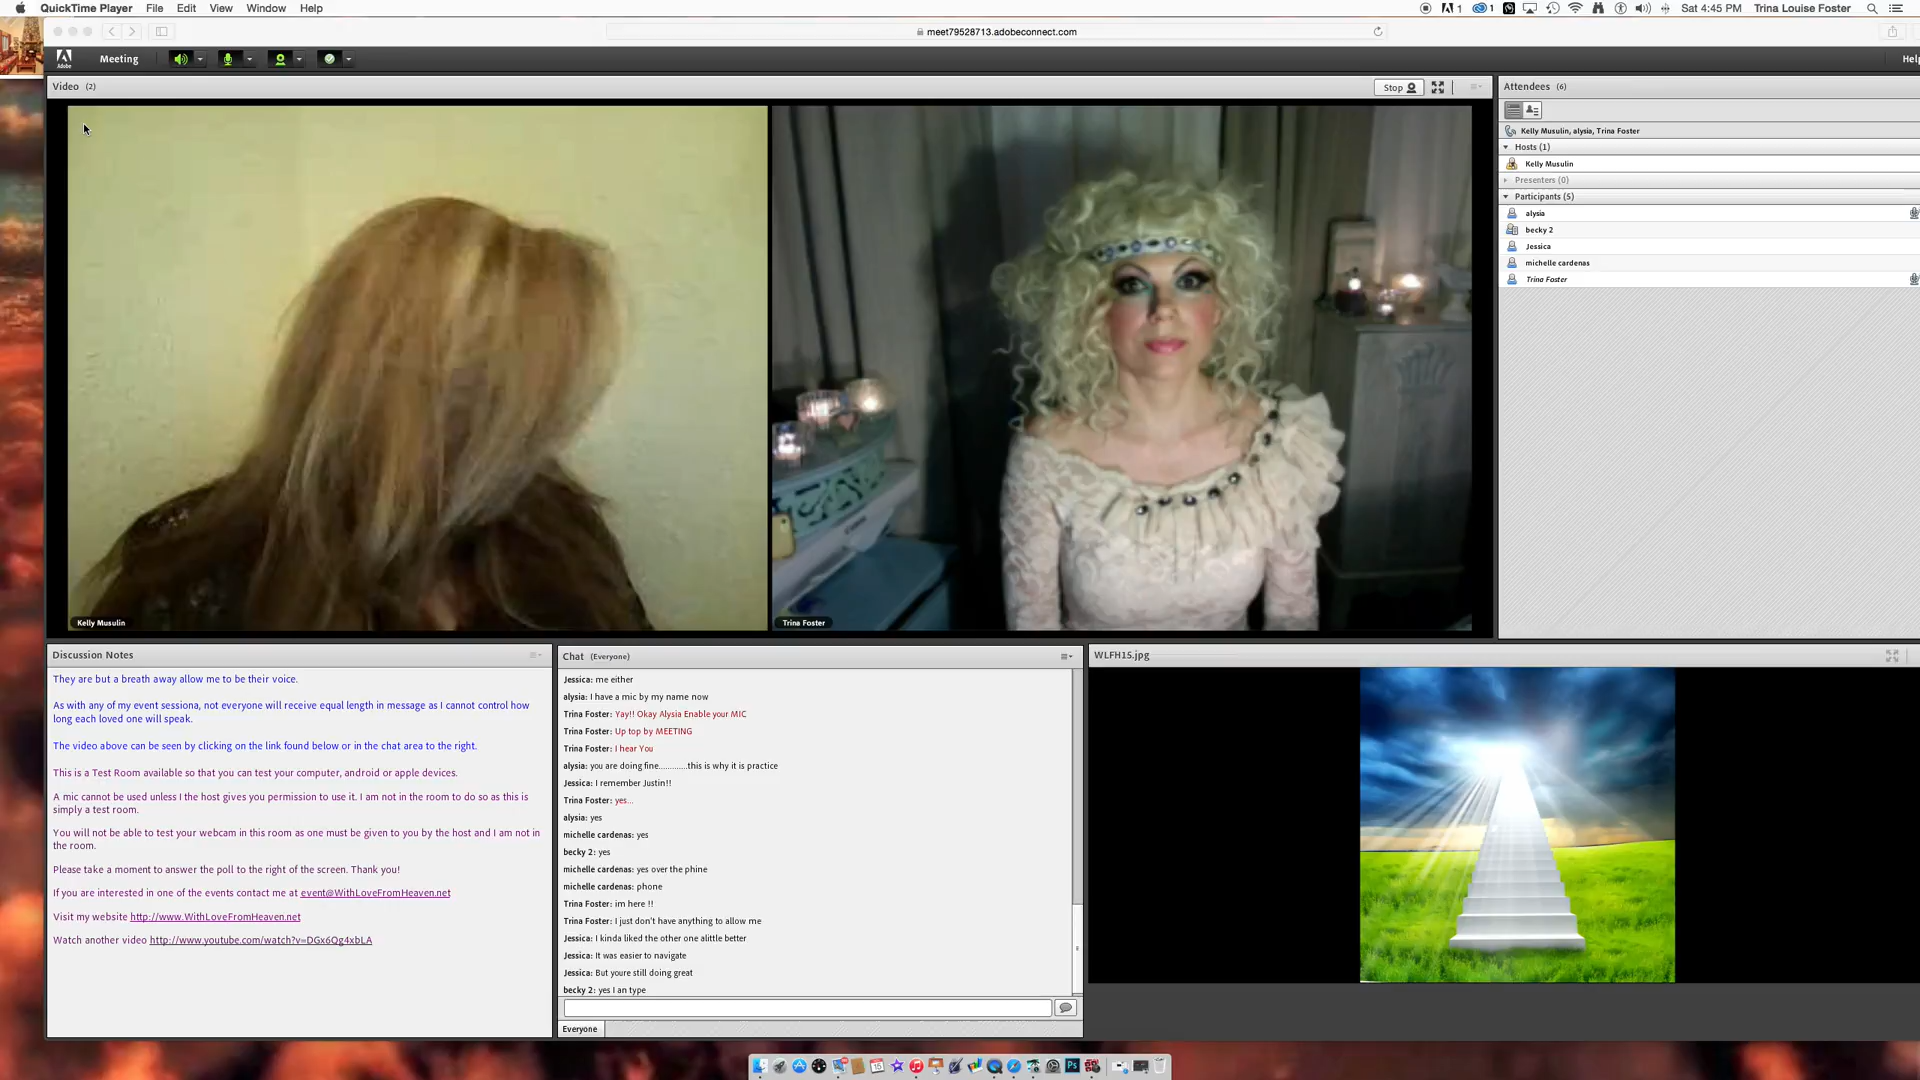 QuickTime Player File Edit View Window Help
1 1 Sat 4:45 PM Trina Louise Foster
meet79528713.adobeconnect.com
Adobe Meeting Help
Video (2) Stop
Kelly Musulin
Trina Foster
Attendees (6)
Kelly Musulin, alysia, Trina Foster
Hosts (1)
Kelly Musulin
Presenters (0)
Participants (5)
alysia
becky 2
Jessica
michelle cardenas
Trina Foster
Discussion Notes
They are but a breath away allow me to be their voice.
As with any of my event sessiona, not everyone will receive equal length in message as I cannot control how
long each loved one will speak.
The video above can be seen by clicking on the link found below or in the chat area to the right.
This is a Test Room available so that you can test your computer, android or apple devices.
A mic cannot be used unless I the host gives you permission to use it. I am not in the room to do so as this is
simply a test room.
You will not be able to test your webcam in this room as one must be given to you by the host and I am not in
the room.
Please take a moment to answer the poll to the right of the screen. Thank you!
If you are interested in one of the events contact me at event@WithLoveFromHeaven.net
Visit my website http://www.WithLoveFromHeaven.net
Watch another video http://www.youtube.com/watch?v=DGx6Qg4xbLA
Chat (Everyone)
Jessica: me either
alysia: I have a mic by my name now
Trina Foster: Yay!! Okay Alysia Enable your MIC
Trina Foster: Up top by MEETING
Trina Foster: I hear You
alysia: you are doing fine............this is why it is practice
Jessica: I remember Justin!!
Trina Foster: yes...
alysia: yes
michelle cardenas: yes
becky 2: yes
michelle cardenas: yes over the phine
michelle cardenas: phone
Trina Foster: im here !!
Trina Foster: I just don't have anything to allow me
Jessica: I kinda liked the other one alittle better
Jessica: It was easier to navigate
Jessica: But youre still doing great
becky 2: yes I an type
Everyone
WLFH15.jpg
Ps